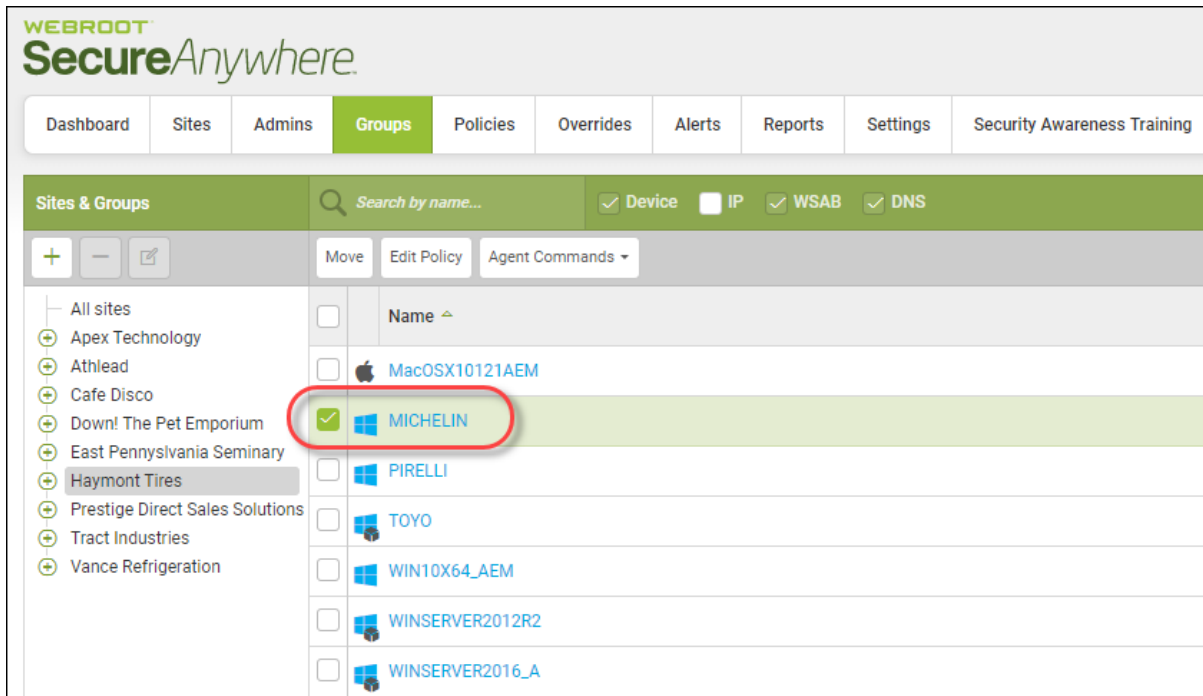 WEBROOT
SecureAnywhere
Dashboard Sites Admins Groups Policies Overrides Alerts Reports Settings Security Awareness Training
Sites & Groups Search by name... Device IP WSAB DNS
Move Edit Policy Agent Commands
All sites
Apex Technology
Athlead
Cafe Disco
Down! The Pet Emporium
East Pennyslvania Seminary
Haymont Tires
Prestige Direct Sales Solutions
Tract Industries
Vance Refrigeration
Name
MacOSX10121AEM
MICHELIN
PIRELLI
TOYO
WIN10X64_AEM
WINSERVER2012R2
WINSERVER2016_A